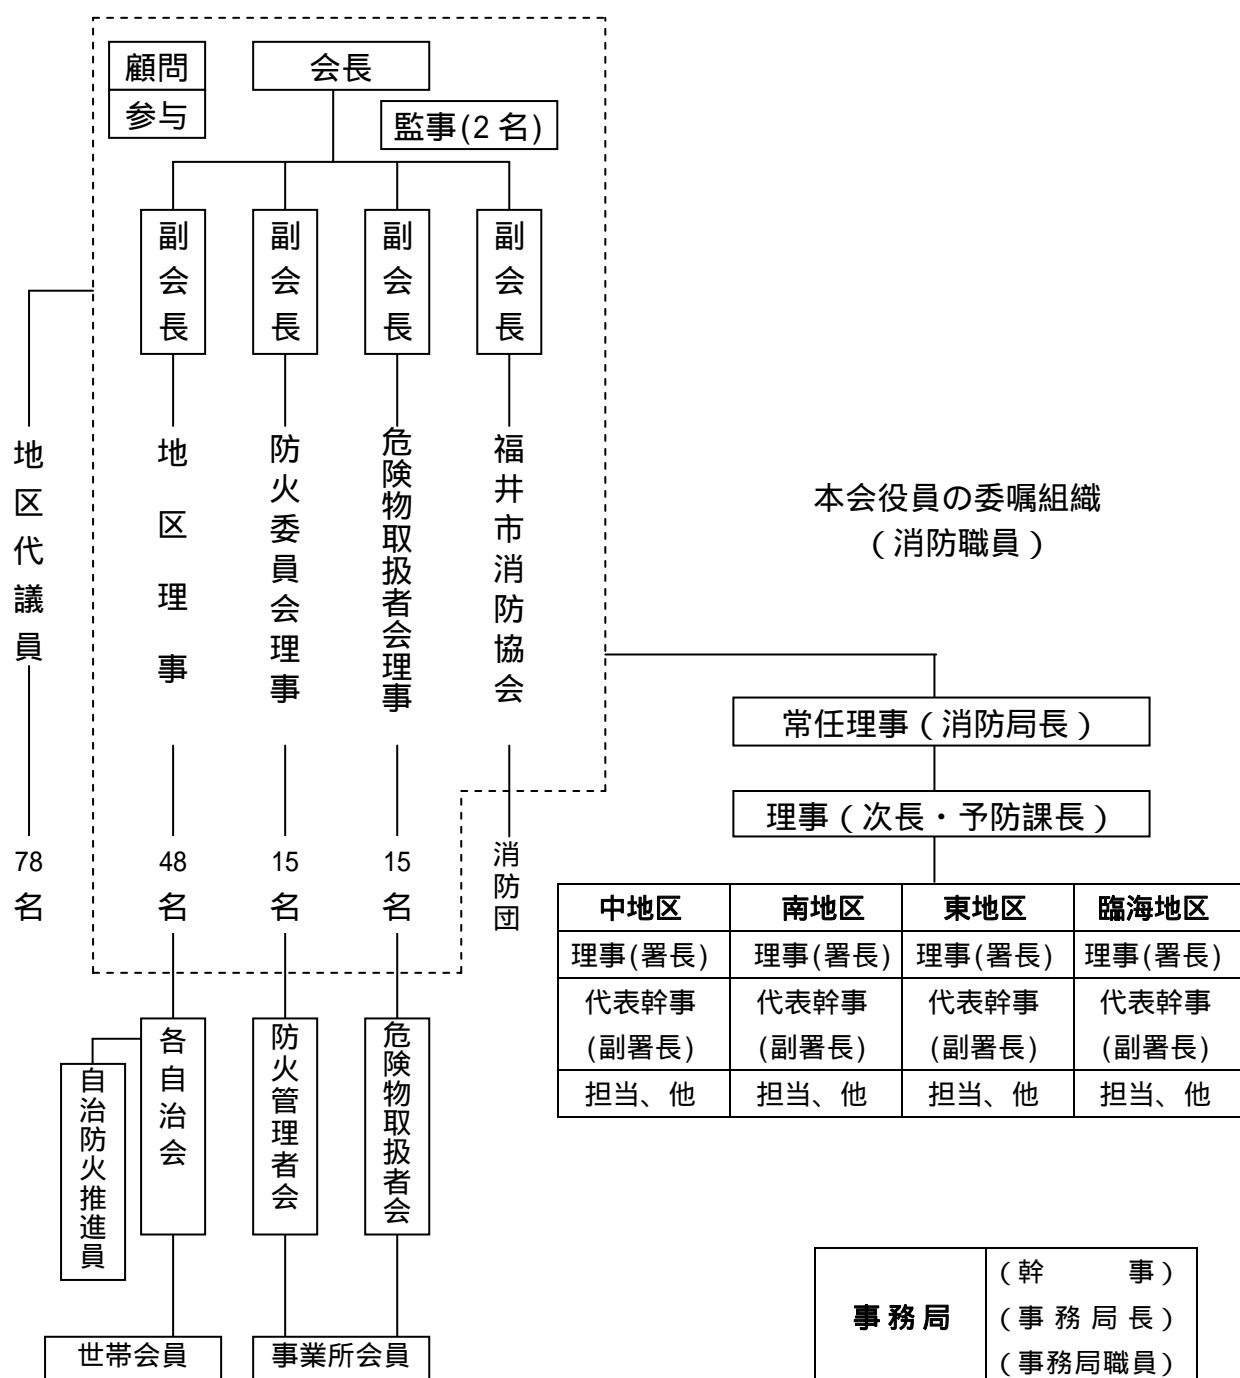 顧問
参与
会長
監事(2名)
副会長
副会長
副会長
副会長
地区代議員
78名
地区理事
48名
防火委員会理事
15名
危険物取扱者会理事
15名
福井市消防協会
消防団
各自治会
自治防火推進員
防火管理者会
危険物取扱者会
世帯会員
事業所会員
本会役員の委嘱組織
(消防職員)
常任理事(消防局長)
理事(次長・予防課長)
中地区 南地区 東地区 臨海地区
理事(署長) 理事(署長) 理事(署長) 理事(署長)
代表幹事 代表幹事 代表幹事 代表幹事
(副署長) (副署長) (副署長) (副署長)
担当、他 担当、他 担当、他 担当、他
事務局
(幹 事)
(事務局長)
(事務局職員)